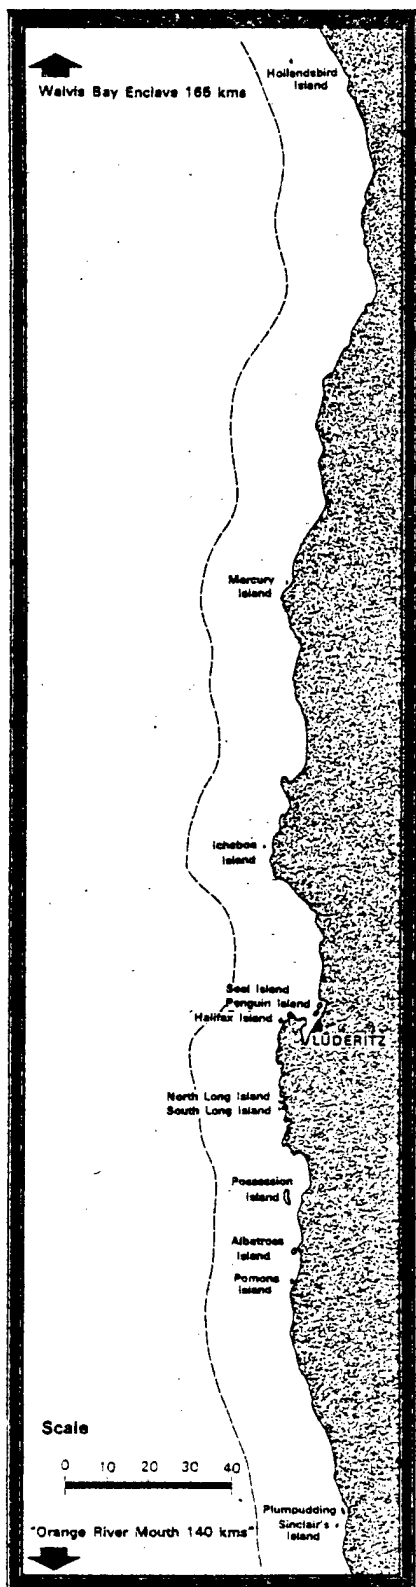 Hollandsbird
Island
Walvis Bay Enclave 165 kms
Mercury
Island
Ichaboe
Island
Seal Island
Penguin Island
Halifax Island
LÜDERITZ
North Long Island
South Long Island
Possession
Island
Albatross
Island
Pomona
Island
Scale
0 10 20 30 40
Plumpudding
Sinclair's
Island
"Orange River Mouth 140 kms"